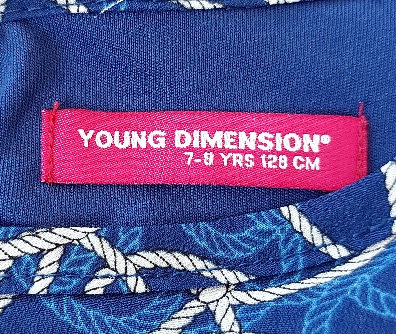 YOUNG DIMENSION®
7-8 YRS 128 CM